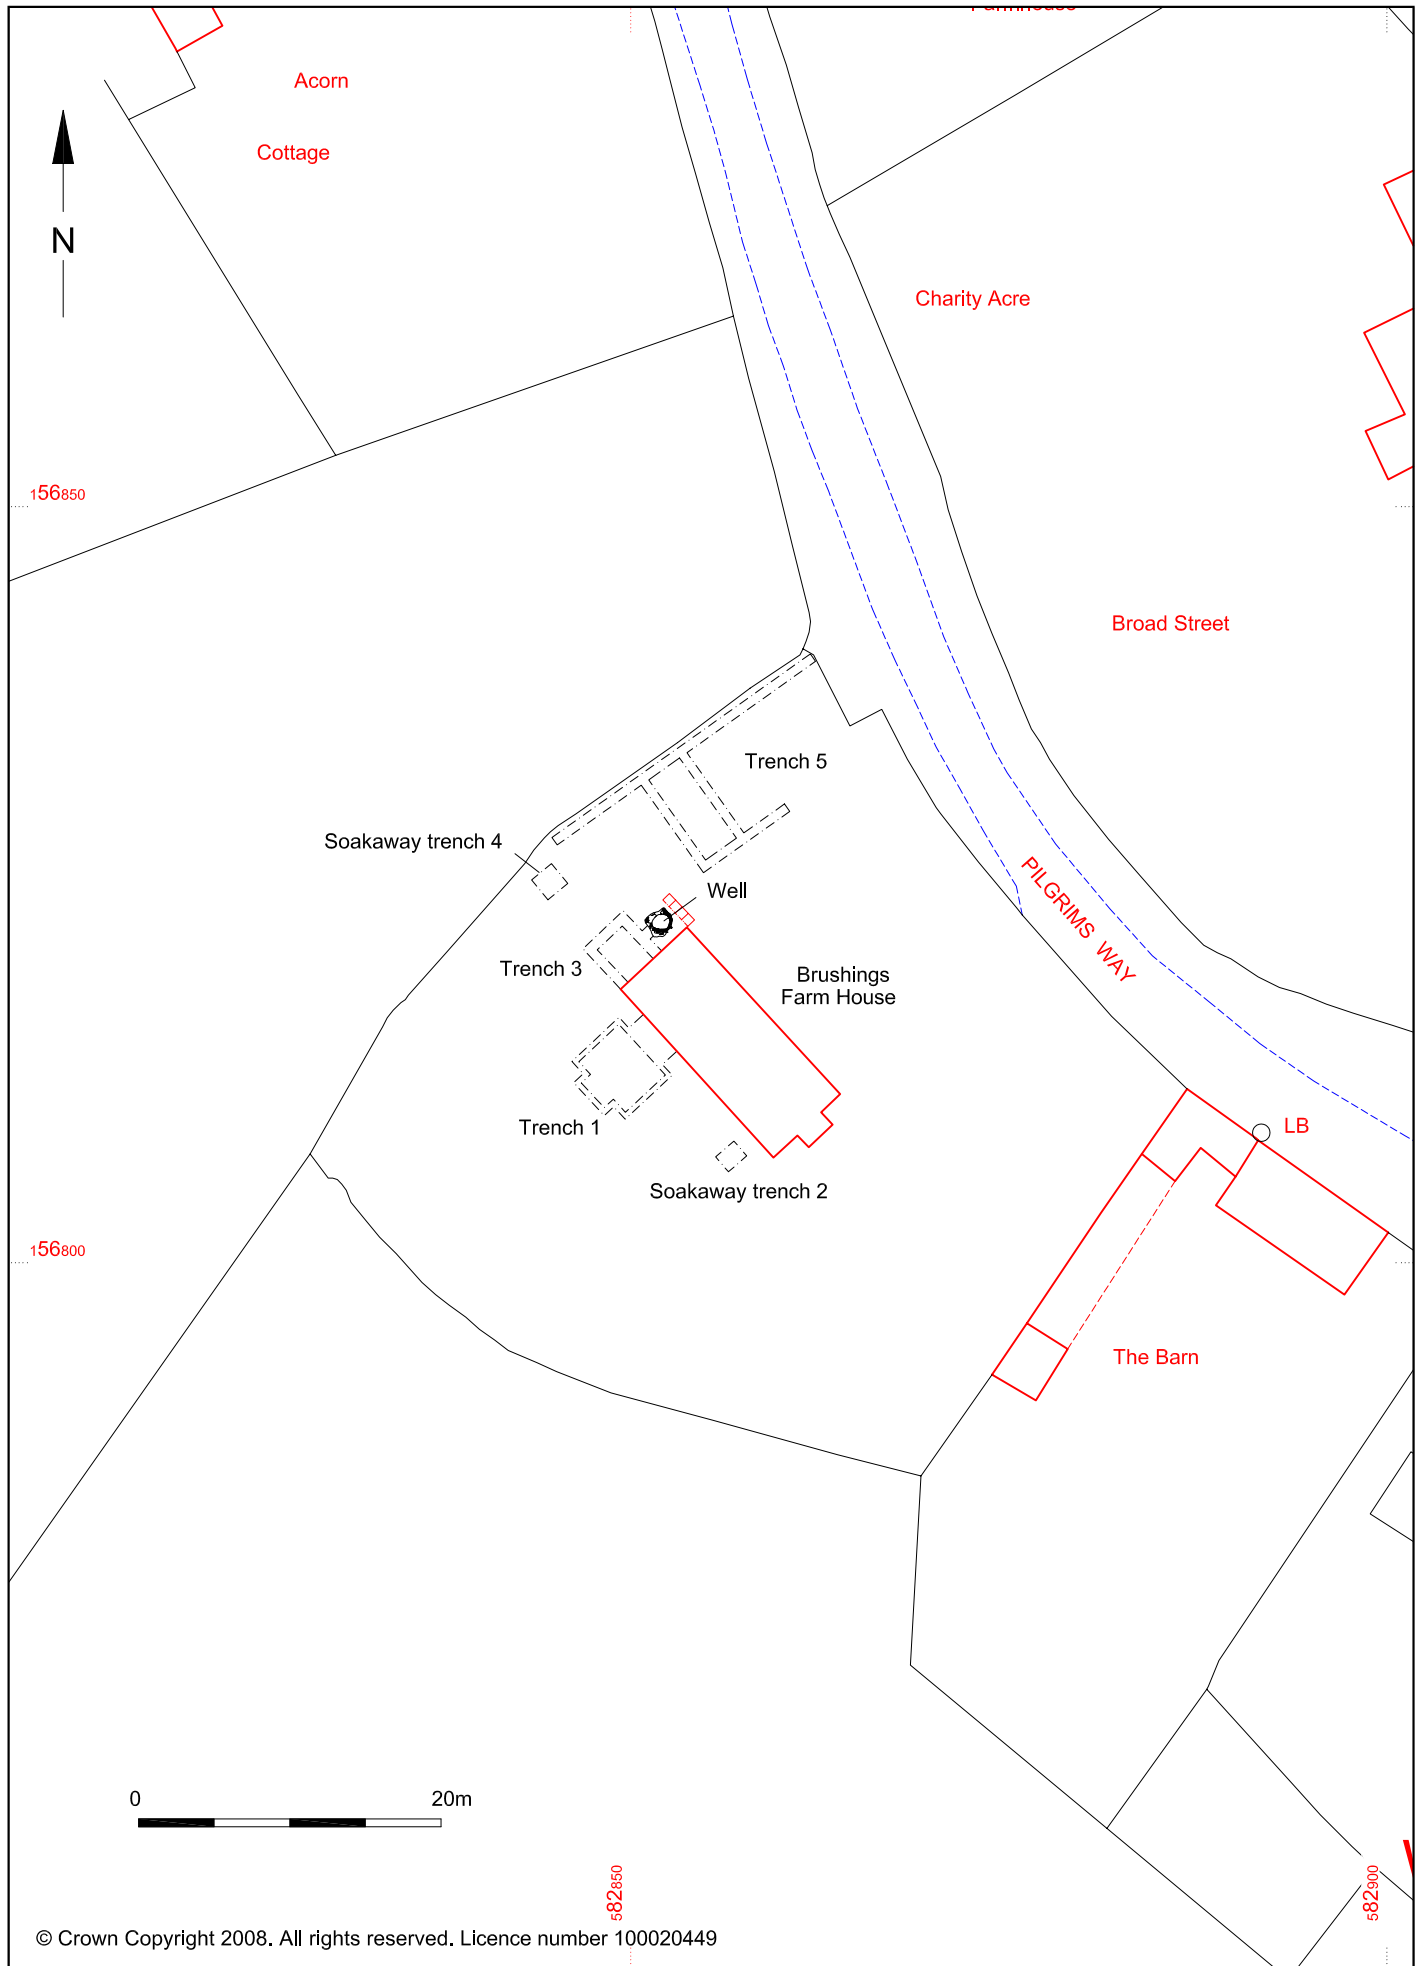 Farmhouse
Acorn
Cottage
N
Charity Acre
156850
Broad Street
Trench 5
Soakaway trench 4
Well
PILGRIMS WAY
Trench 3
Brushings
Farm House
Trench 1
LB
Soakaway trench 2
156800
The Barn
0 20m
582850
582900
© Crown Copyright 2008. All rights reserved. Licence number 100020449